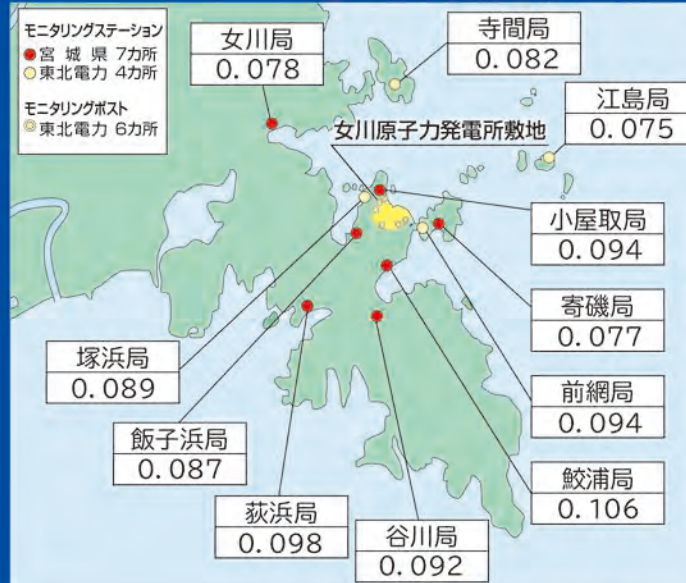 モニタリングステーション
宮城県 7カ所
東北電力 4カ所
モニタリングポスト
東北電力 6カ所
女川局
0.078
寺間局
0.082
江島局
0.075
女川原子力発電所敷地
小屋取局
0.094
寄磯局
0.077
前網局
0.094
鮫浦局
0.106
塚浜局
0.089
飯子浜局
0.087
荻浜局
0.098
谷川局
0.092